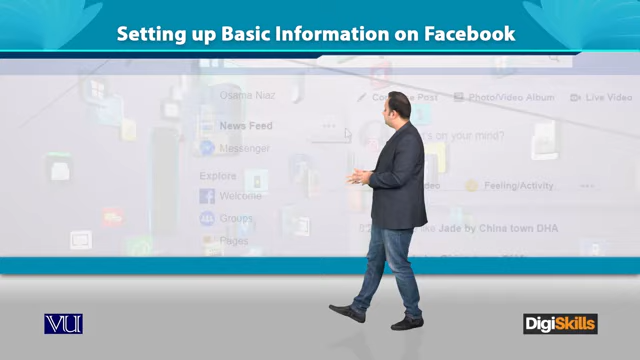 Setting up Basic Information on Facebook
Osama Niaz
Post
Photo/Video Album
Live Video
News Feed
on your mind?
Messenger
Explore
Feeling/Activity
Welcome
Groups
Jade by China town DHA
Pages
VU
DigiSkills